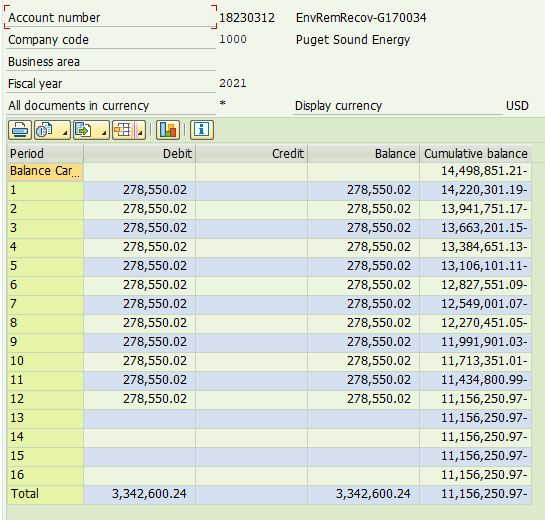 Account number 18230312 EnvRemRecov-G170034
Company code 1000 Puget Sound Energy
Business area
Fiscal year 2021
All documents in currency * Display currency USD
Period Debit Credit Balance Cumulative balance
Balance Car... 14,498,851.21-
1 278,550.02 278,550.02 14,220,301.19-
2 278,550.02 278,550.02 13,941,751.17-
3 278,550.02 278,550.02 13,663,201.15-
4 278,550.02 278,550.02 13,384,651.13-
5 278,550.02 278,550.02 13,106,101.11-
6 278,550.02 278,550.02 12,827,551.09-
7 278,550.02 278,550.02 12,549,001.07-
8 278,550.02 278,550.02 12,270,451.05-
9 278,550.02 278,550.02 11,991,901.03-
10 278,550.02 278,550.02 11,713,351.01-
11 278,550.02 278,550.02 11,434,800.99-
12 278,550.02 278,550.02 11,156,250.97-
13 11,156,250.97-
14 11,156,250.97-
15 11,156,250.97-
16 11,156,250.97-
Total 3,342,600.24 3,342,600.24 11,156,250.97-